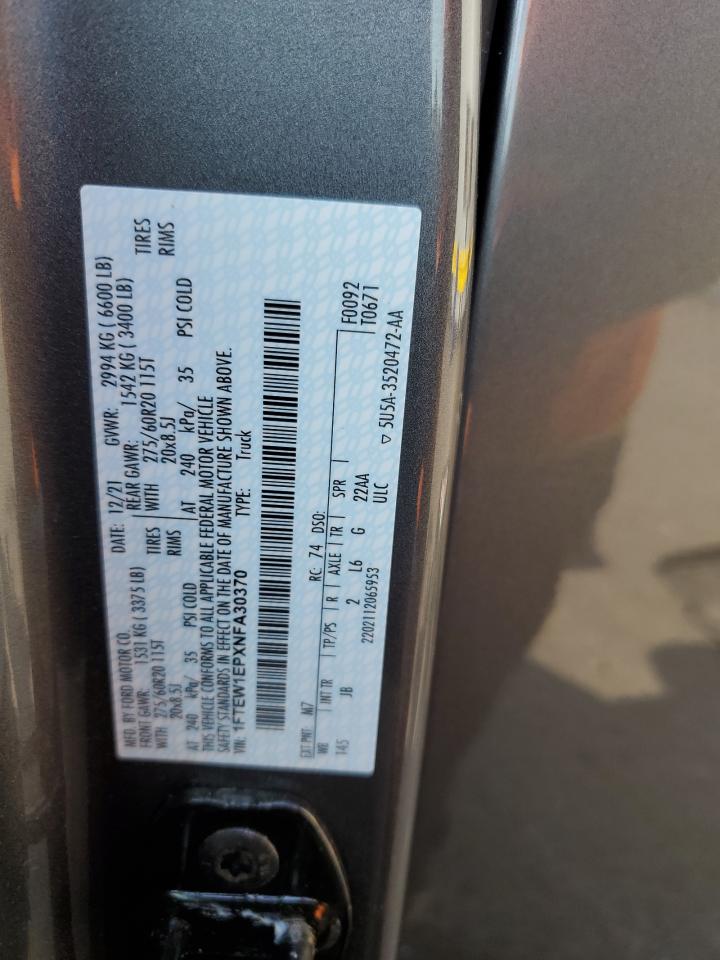 MFD. BY FORD MOTOR CO. DATE: 12/21 GVWR: 2994 KG ( 6600 LB)
FRONT GAWR: 1531 KG ( 3375 LB) REAR GAWR: 1542 KG ( 3400 LB)
WITH 275/60R20 115T TIRES WITH 275/60R20 115T TIRES
20x8.5J RIMS 20x8.5J RIMS
AT 240 kPa/ 35 PSI COLD AT 240 kPa/ 35 PSI COLD
THIS VEHICLE CONFORMS TO ALL APPLICABLE FEDERAL MOTOR VEHICLE
SAFETY STANDARDS IN EFFECT ON THE DATE OF MANUFACTURE SHOWN ABOVE.
VIN: 1FTEW1EPXNFA30370 TYPE: Truck
EXT PNT M7 RC: 74 DSO: F0092
WB INT TR TP/PS R AXLE TR SPR T0671
145 JB 2 L6 G 22AA
2202112065953 ULC
5U5A-3520472-AA